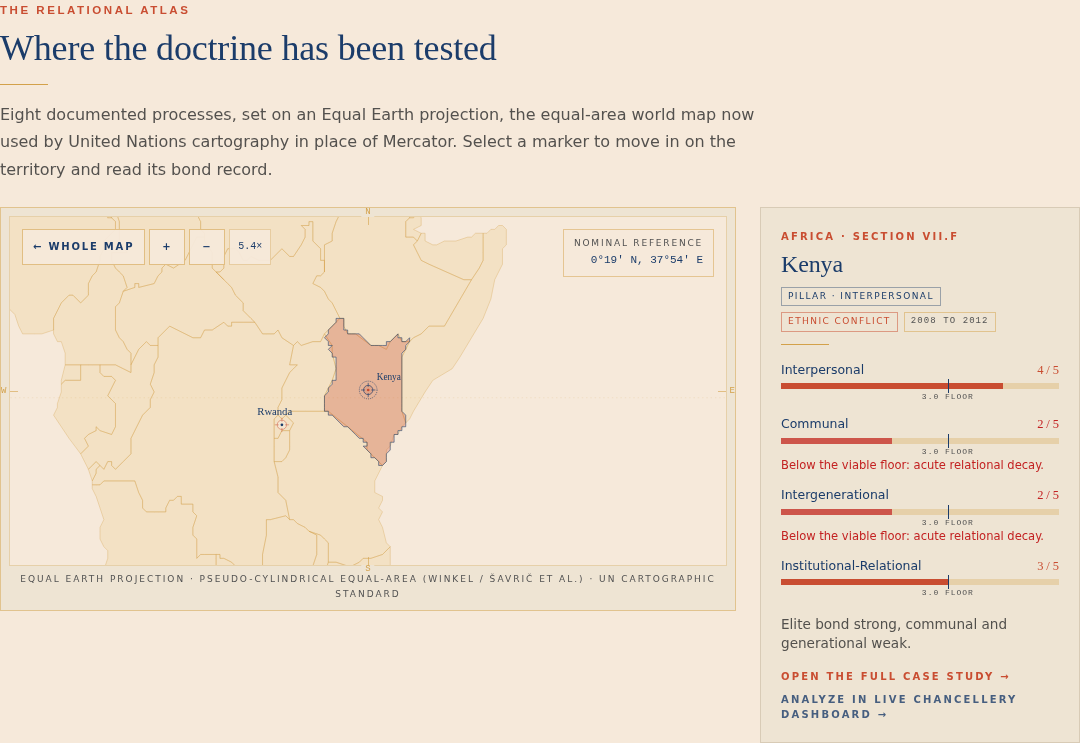 THE RELATIONAL ATLAS
Where the doctrine has been tested
Eight documented processes, set on an Equal Earth projection, the equal-area world map now
used by United Nations cartography in place of Mercator. Select a marker to move in on the
territory and read its bond record.
N
← WHOLE MAP
+
−
5.4×
NOMINAL REFERENCE
0°19' N, 37°54' E
Kenya
W
E
Rwanda
S
EQUAL EARTH PROJECTION · PSEUDO-CYLINDRICAL EQUAL-AREA (WINKEL / ŠAVRIČ ET AL.) · UN CARTOGRAPHIC
STANDARD
AFRICA · SECTION VII.F
Kenya
PILLAR · INTERPERSONAL
ETHNIC CONFLICT
2008 TO 2012
Interpersonal 4 / 5
3.0 FLOOR
Communal 2 / 5
3.0 FLOOR
Below the viable floor: acute relational decay.
Intergenerational 2 / 5
3.0 FLOOR
Below the viable floor: acute relational decay.
Institutional-Relational 3 / 5
3.0 FLOOR
Elite bond strong, communal and
generational weak.
OPEN THE FULL CASE STUDY →
ANALYZE IN LIVE CHANCELLERY
DASHBOARD →